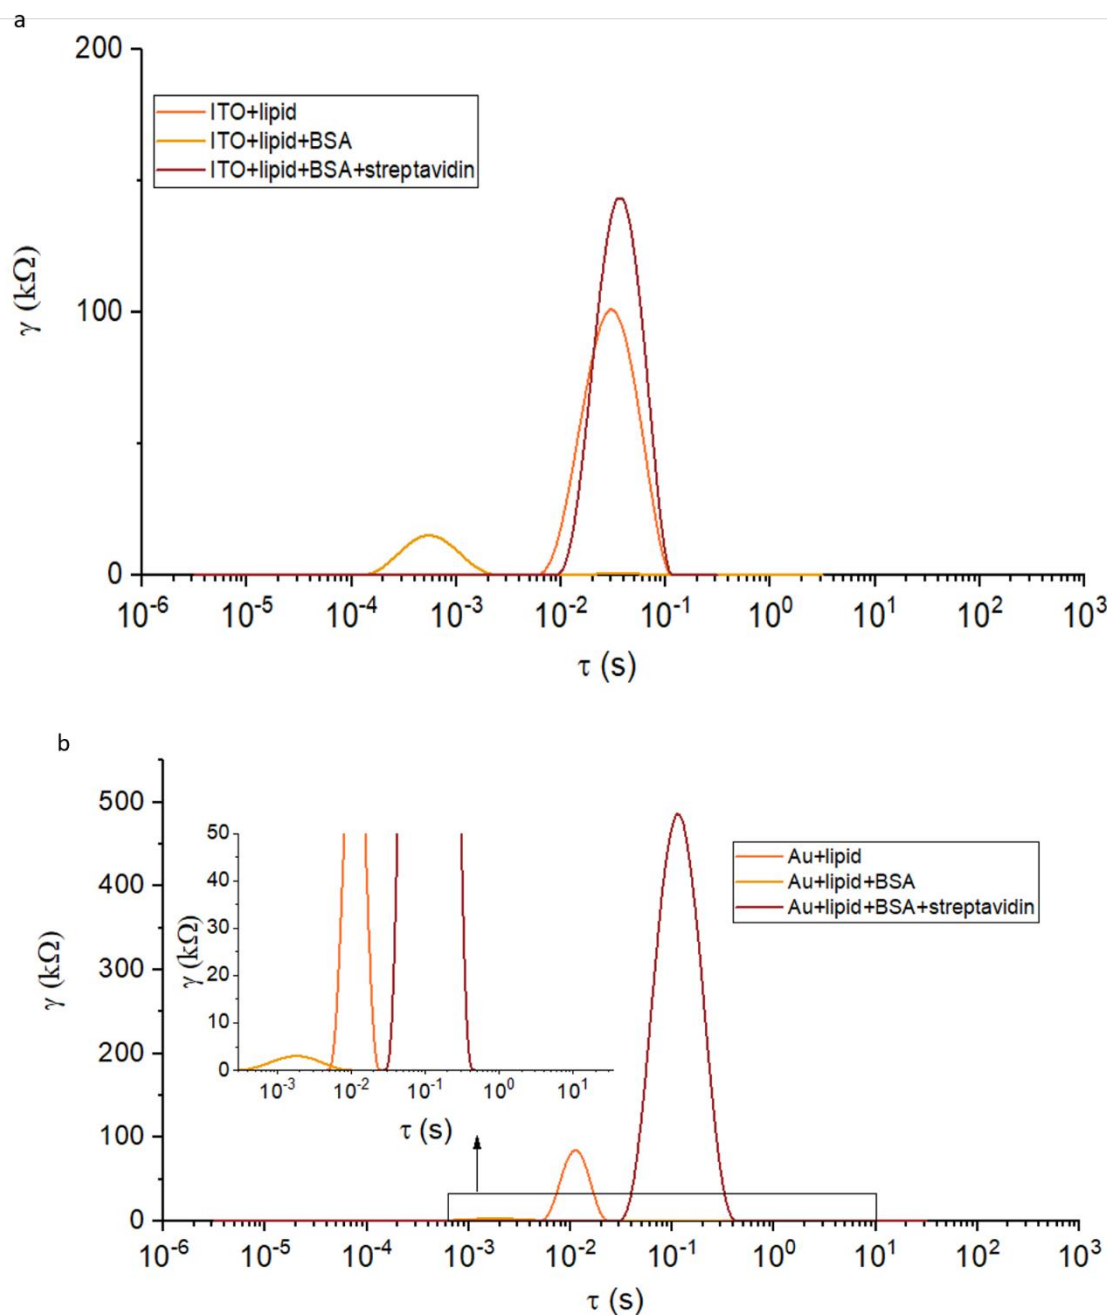 a
200
100
0
γ (kΩ)
ITO+lipid
ITO+lipid+BSA
ITO+lipid+BSA+streptavidin
10⁻⁶ 10⁻⁵ 10⁻⁴ 10⁻³ 10⁻² 10⁻¹ 10⁰ 10¹ 10² 10³
τ (s)
b
500
400
300
200
100
0
γ (kΩ)
50
40
30
20
10
0
γ (kΩ)
10⁻³ 10⁻² 10⁻¹ 10⁰ 10¹
τ (s)
Au+lipid
Au+lipid+BSA
Au+lipid+BSA+streptavidin
10⁻⁶ 10⁻⁵ 10⁻⁴ 10⁻³ 10⁻² 10⁻¹ 10⁰ 10¹ 10² 10³
τ (s)